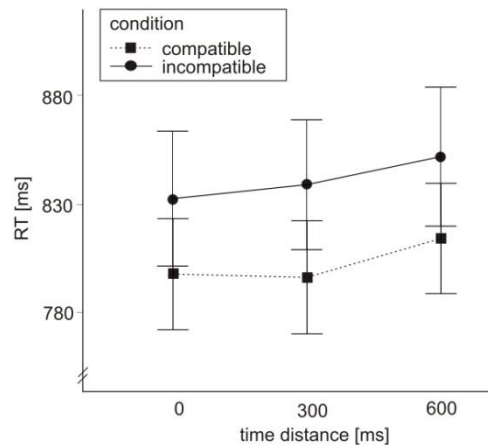 condition
compatible
incompatible
880
830
780
RT [ms]
0 300 600
time distance [ms]